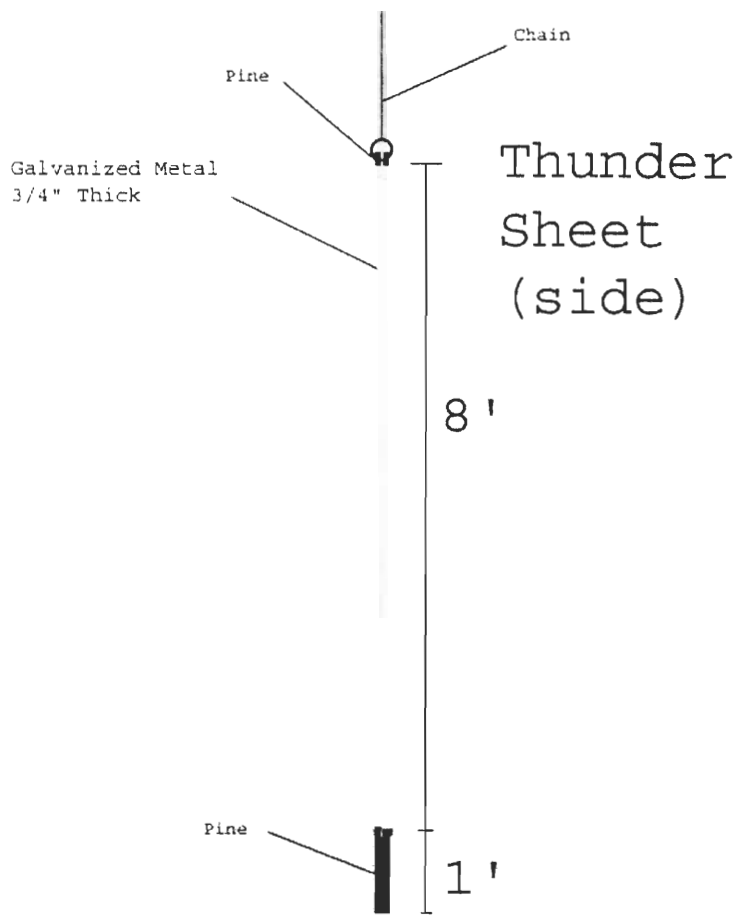 Chain
Pine
Thunder
Sheet
(side)
Galvanized Metal
3/4" Thick
8'
Pine
1'